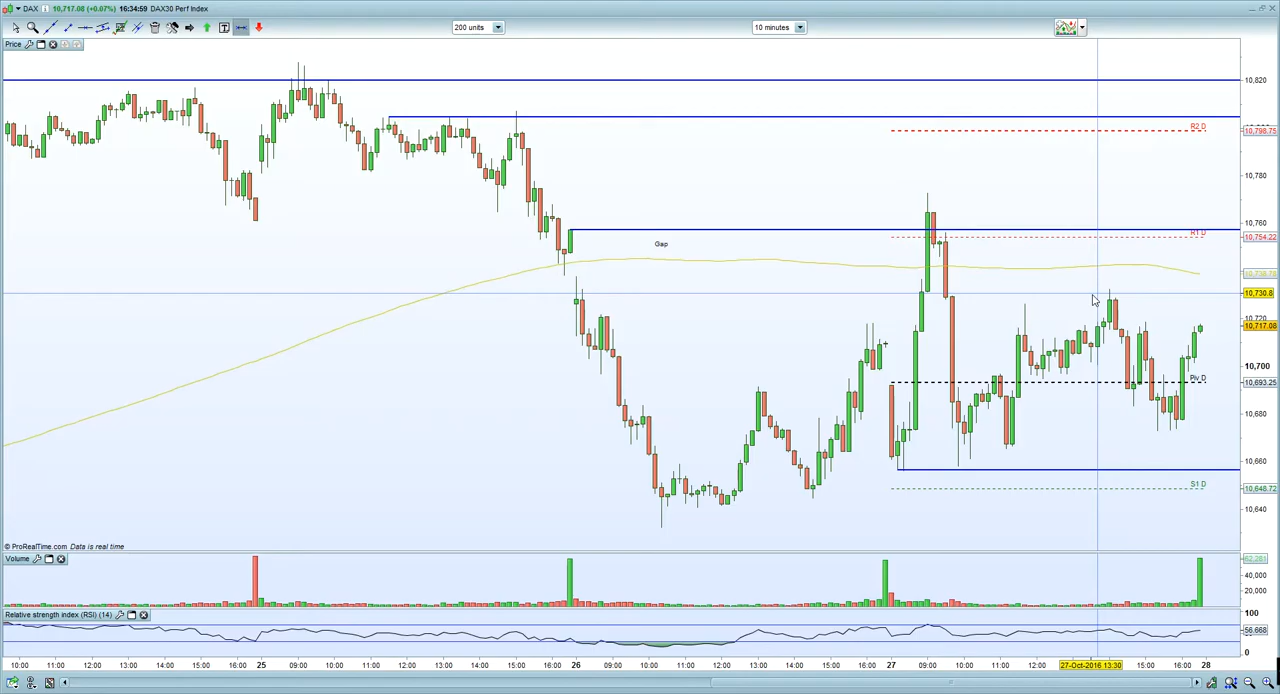 DAX 10,717.08 (+0.07%) 16:34:59 DAX30 Perf Index
200 units
10 minutes
Price
10,820
R2 D
10,798.75
10,780
10,760
R1 D
10,754.22
Gap
10,730.8
10,720
10,717.08
10,700
Piv D
10,693.25
10,680
10,660
S1 D
10,648.72
10,640
© ProRealTime.com Data is real time
Volume
40,000
20,000
Relative strength index (RSI) (14)
100
56.668
0
10:00 11:00 12:00 13:00 14:00 15:00 16:00 25 09:00 10:00 11:00 12:00 13:00 14:00 15:00 16:00 26 10:00 11:00 12:00 13:00 14:00 15:00 16:00 27 09:00 10:00 11:00 12:00 27-Oct-2016 13:30 15:00 16:00 28